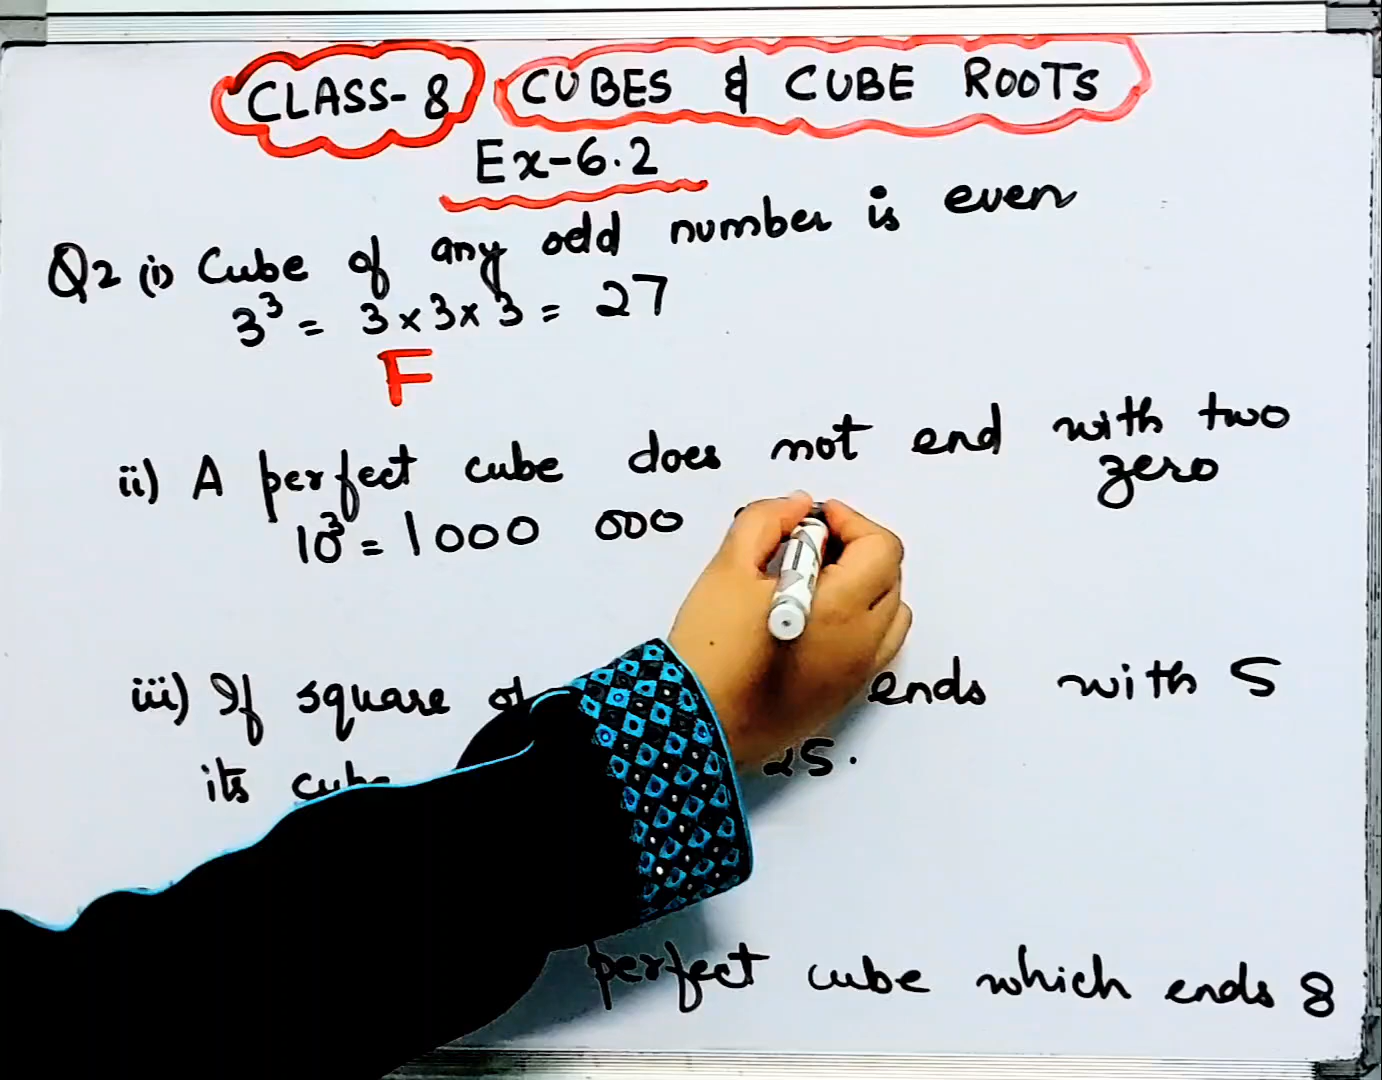 CLASS-8 CUBES & CUBE ROOTS
Ex-6.2
Q2 (i) Cube of any odd number is even
3³ = 3 × 3 × 3 = 27
F
ii) A perfect cube does not end with two
zero
10³ = 1000 000
iii) If square of ends with 5
its cube 25.
perfect cube which ends 8